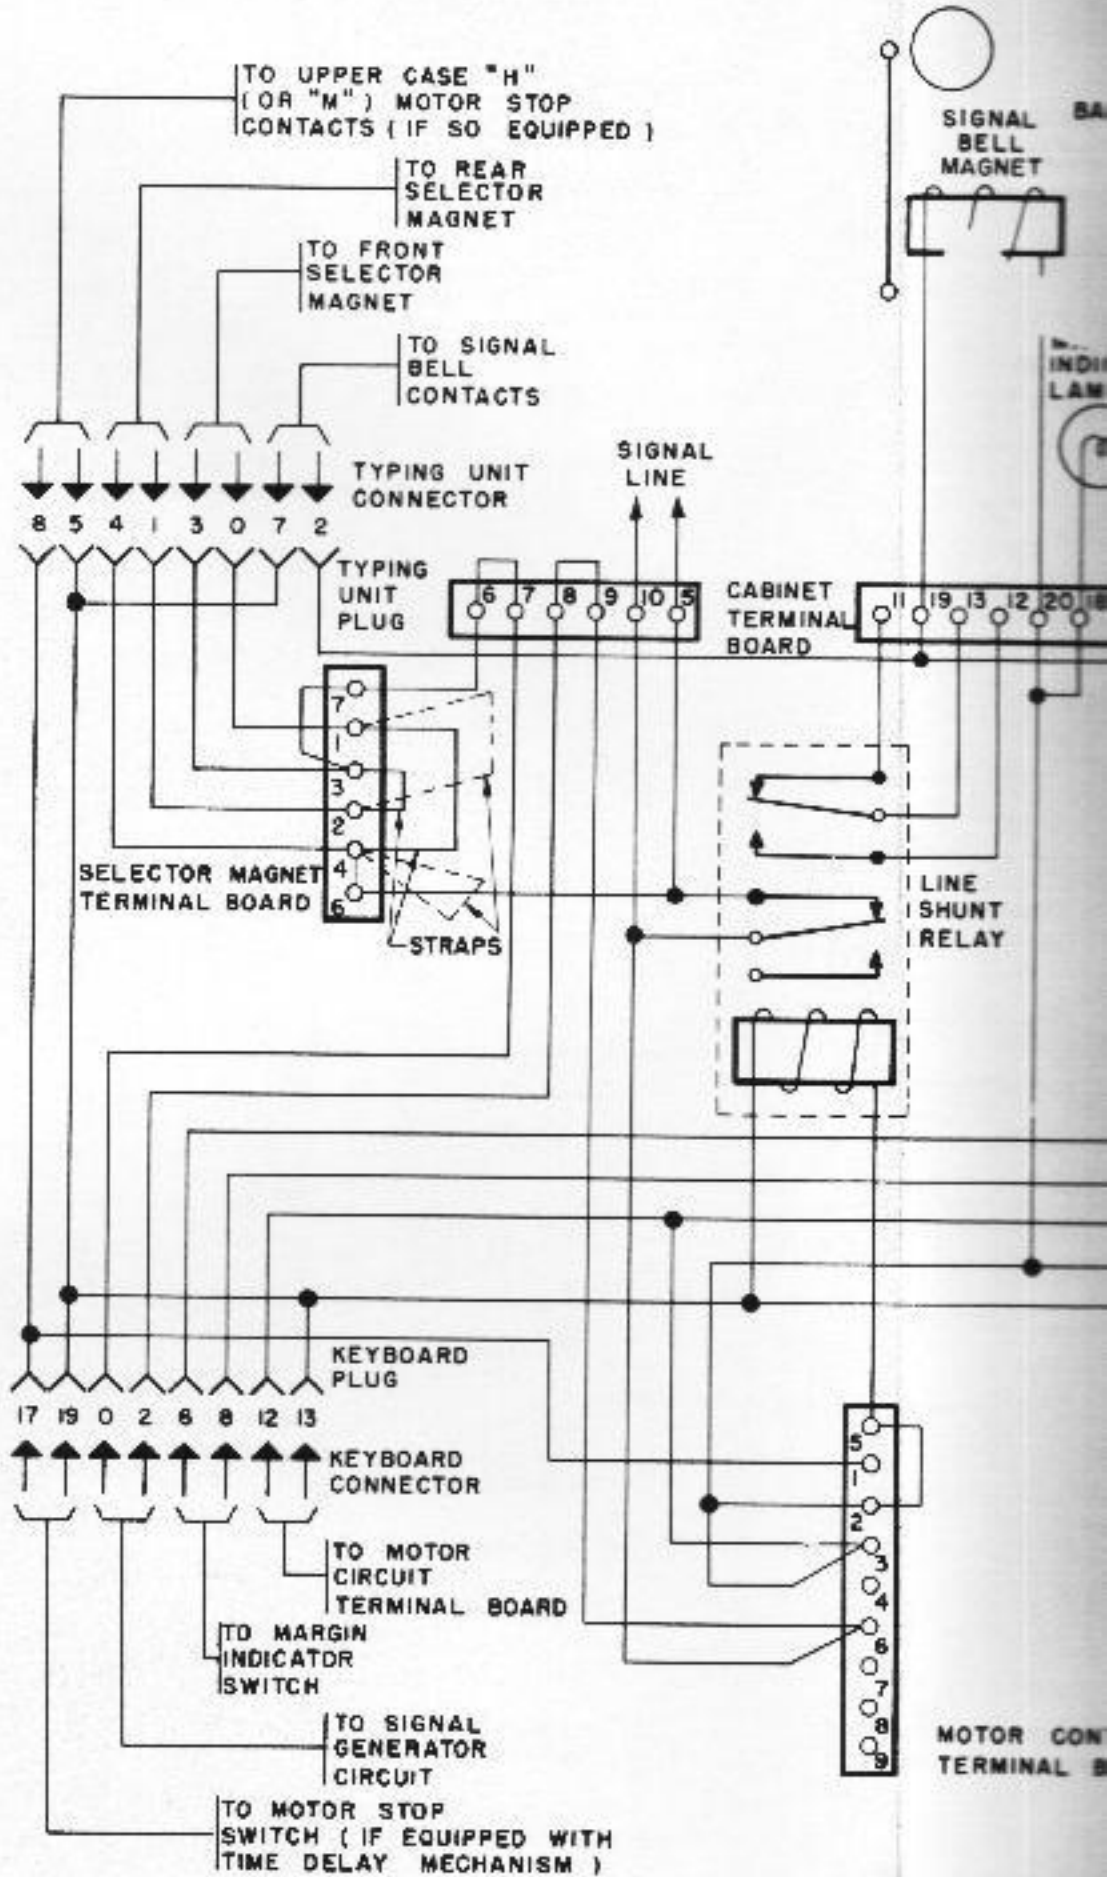 TO UPPER CASE "H"
(OR "M") MOTOR STOP
CONTACTS (IF SO EQUIPPED)
SIGNAL
BELL
MAGNET
TO REAR
SELECTOR
MAGNET
TO FRONT
SELECTOR
MAGNET
TO SIGNAL
BELL
CONTACTS
SIGNAL
LINE
TYPING UNIT
CONNECTOR
8 5 4 1 3 0 7 2
TYPING
UNIT
PLUG
6 7 8 9 10 5
CABINET
TERMINAL
BOARD
11 19 13 12 20 18
7
1
3
2
4
6
SELECTOR MAGNET
TERMINAL BOARD
STRAPS
LINE
SHUNT
RELAY
KEYBOARD
PLUG
17 19 0 2 6 8 12 13
KEYBOARD
CONNECTOR
5
1
2
3
4
6
7
8
9
TO MOTOR
CIRCUIT
TERMINAL BOARD
TO MARGIN
INDICATOR
SWITCH
TO SIGNAL
GENERATOR
CIRCUIT
MOTOR
TERMINAL
TO MOTOR STOP
SWITCH (IF EQUIPPED WITH
TIME DELAY MECHANISM)